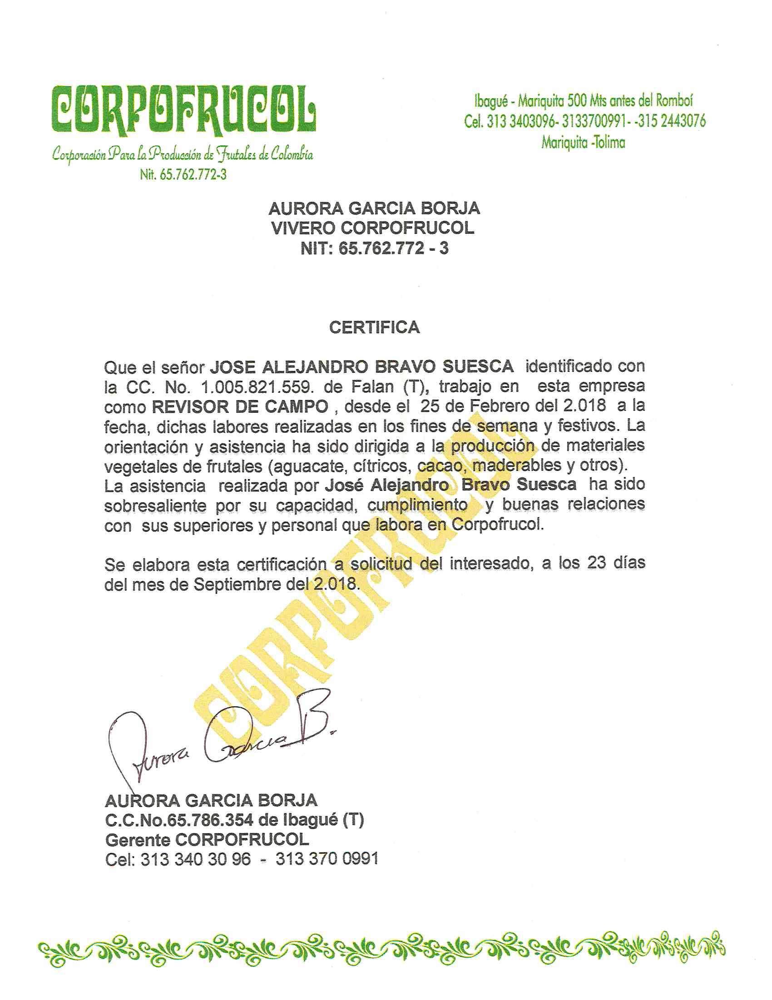 CORPOFRUCOL
Corporación Para la Producción de Frutales de Colombia
Nit. 65.762.772-3
Ibagué - Mariquita 500 Mts antes del Romboí
Cel. 313 3403096- 3133700991- -315 2443076
Mariquita -Tolima
AURORA GARCIA BORJA
VIVERO CORPOFRUCOL
NIT: 65.762.772 - 3
CERTIFICA
Que el señor JOSE ALEJANDRO BRAVO SUESCA identificado con
la CC. No. 1.005.821.559. de Falan (T), trabajo en esta empresa
como REVISOR DE CAMPO , desde el 25 de Febrero del 2.018 a la
fecha, dichas labores realizadas en los fines de semana y festivos. La
orientación y asistencia ha sido dirigida a la producción de materiales
vegetales de frutales (aguacate, cítricos, cacao, maderables y otros).
La asistencia realizada por José Alejandro Bravo Suesca ha sido
sobresaliente por su capacidad, cumplimiento y buenas relaciones
con sus superiores y personal que labora en Corpofrucol.
Se elabora esta certificación a solicitud del interesado, a los 23 días
del mes de Septiembre del 2.018.
CORPOFRUCOL
Aurora Garcia B.
AURORA GARCIA BORJA
C.C.No.65.786.354 de Ibagué (T)
Gerente CORPOFRUCOL
Cel: 313 340 30 96 - 313 370 0991